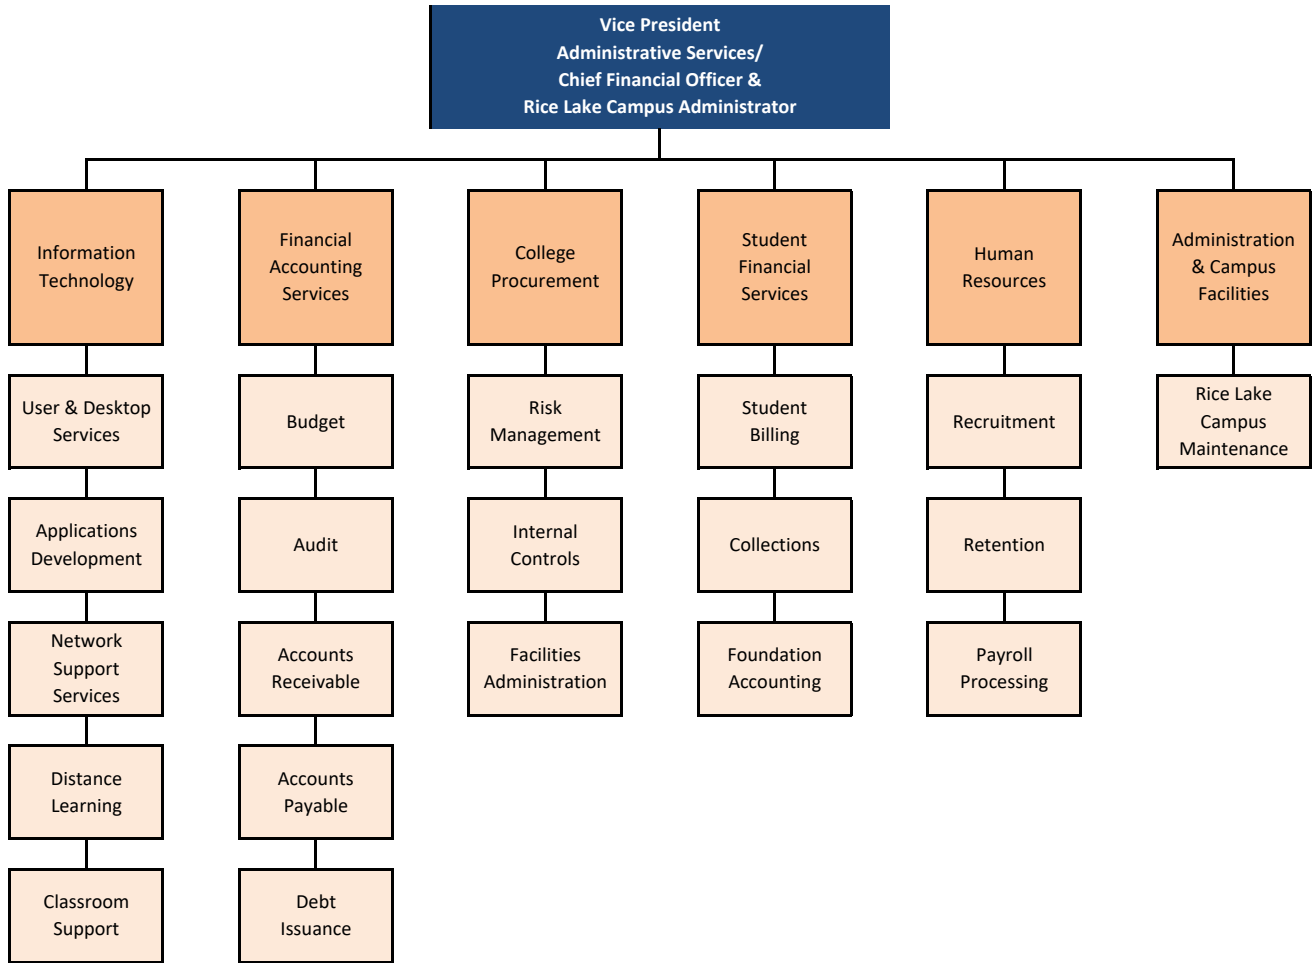 Vice President
Administrative Services/
Chief Financial Officer &
Rice Lake Campus Administrator
Information
Technology
Financial
Accounting
Services
College
Procurement
Student
Financial
Services
Human
Resources
Administration
& Campus
Facilities
User & Desktop
Services
Budget
Risk
Management
Student
Billing
Recruitment
Rice Lake
Campus
Maintenance
Applications
Development
Audit
Internal
Controls
Collections
Retention
Network
Support
Services
Accounts
Receivable
Facilities
Administration
Foundation
Accounting
Payroll
Processing
Distance
Learning
Accounts
Payable
Classroom
Support
Debt
Issuance